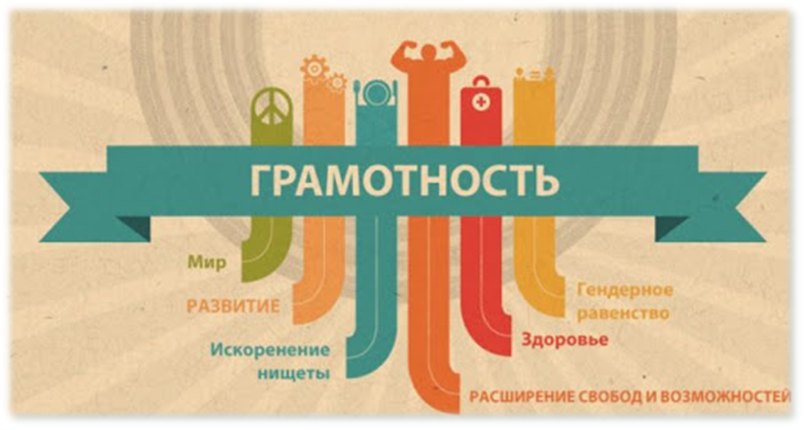 ГРАМОТНОСТЬ
Мир
РАЗВИТИЕ
Искоренение
нищеты
Гендерное
равенство
Здоровье
РАСШИРЕНИЕ СВОБОД И ВОЗМОЖНОСТЕЙ